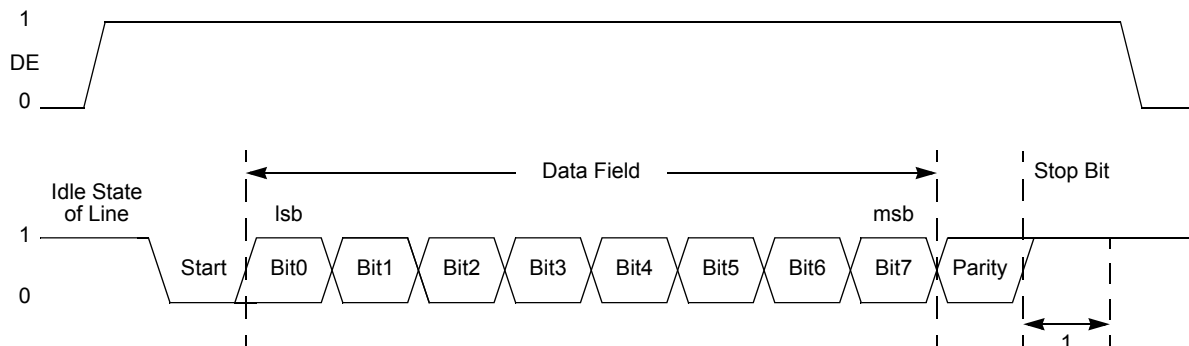 1
DE
0
Data Field
Stop Bit
Idle State
of Line
lsb
msb
1
Start
Bit0
Bit1
Bit2
Bit3
Bit4
Bit5
Bit6
Bit7
Parity
0
1